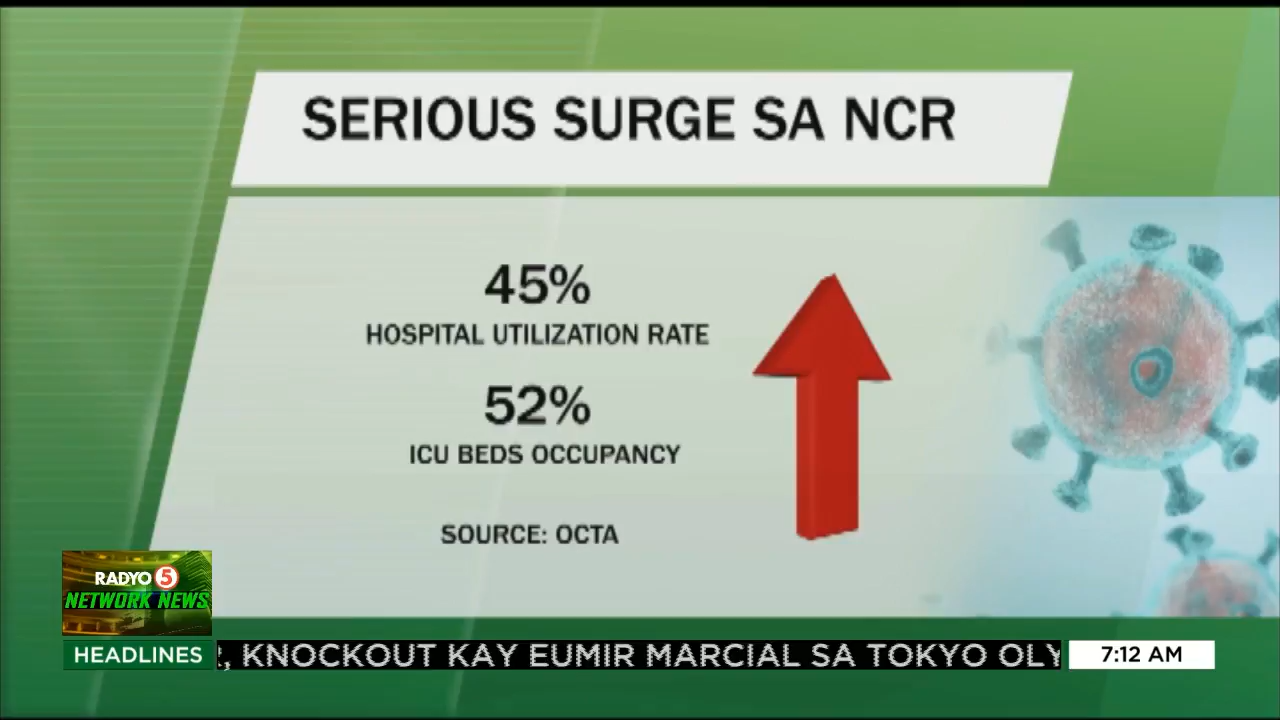 SERIOUS SURGE SA NCR
45%
HOSPITAL UTILIZATION RATE
52%
ICU BEDS OCCUPANCY
SOURCE: OCTA
RADYO 5
NETWORK NEWS
HEADLINES
, KNOCKOUT KAY EUMIR MARCIAL SA TOKYO OLY
7:12 AM